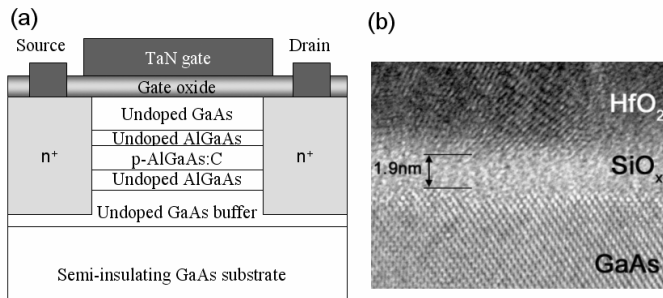 (a)
(b)
Source
TaN gate
Drain
Gate oxide
Undoped GaAs
Undoped AlGaAs
p-AlGaAs:C
Undoped AlGaAs
n⁺
n⁺
Undoped GaAs buffer
Semi-insulating GaAs substrate
HfO₂
1.9nm
SiOₓ
GaAs